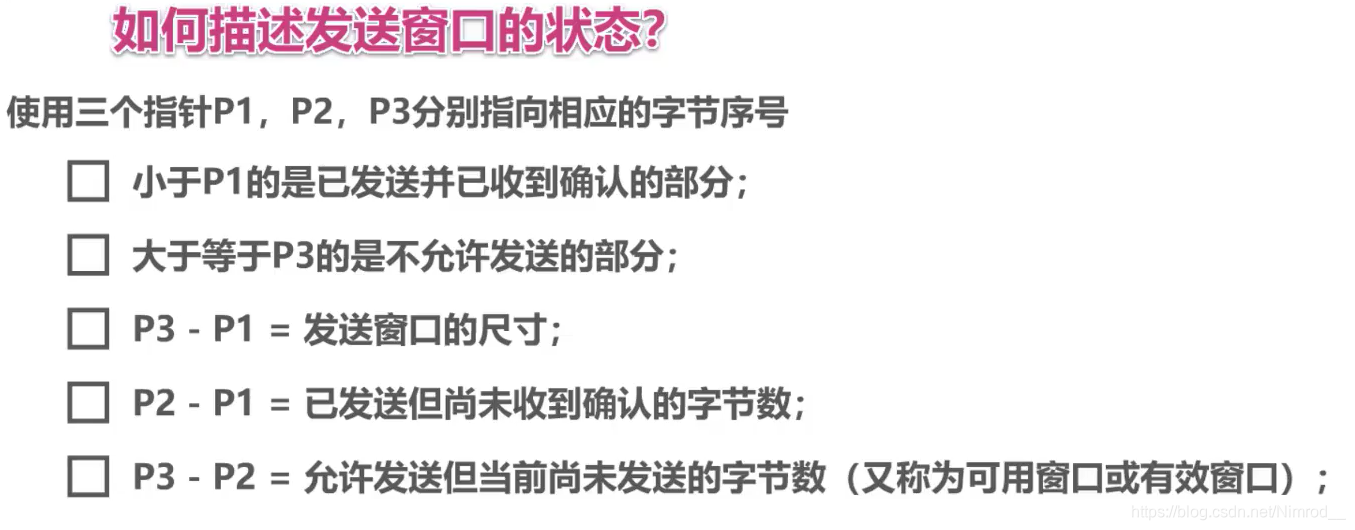 如何描述发送窗口的状态？
使用三个指针P1，P2，P3分别指向相应的字节序号
小于P1的是已发送并已收到确认的部分；
大于等于P3的是不允许发送的部分；
P3 - P1 = 发送窗口的尺寸；
P2 - P1 = 已发送但尚未收到确认的字节数；
P3 - P2 = 允许发送但当前尚未发送的字节数（又称为可用窗口或有效窗口）；
https://blog.csdn.net/Nimrod__